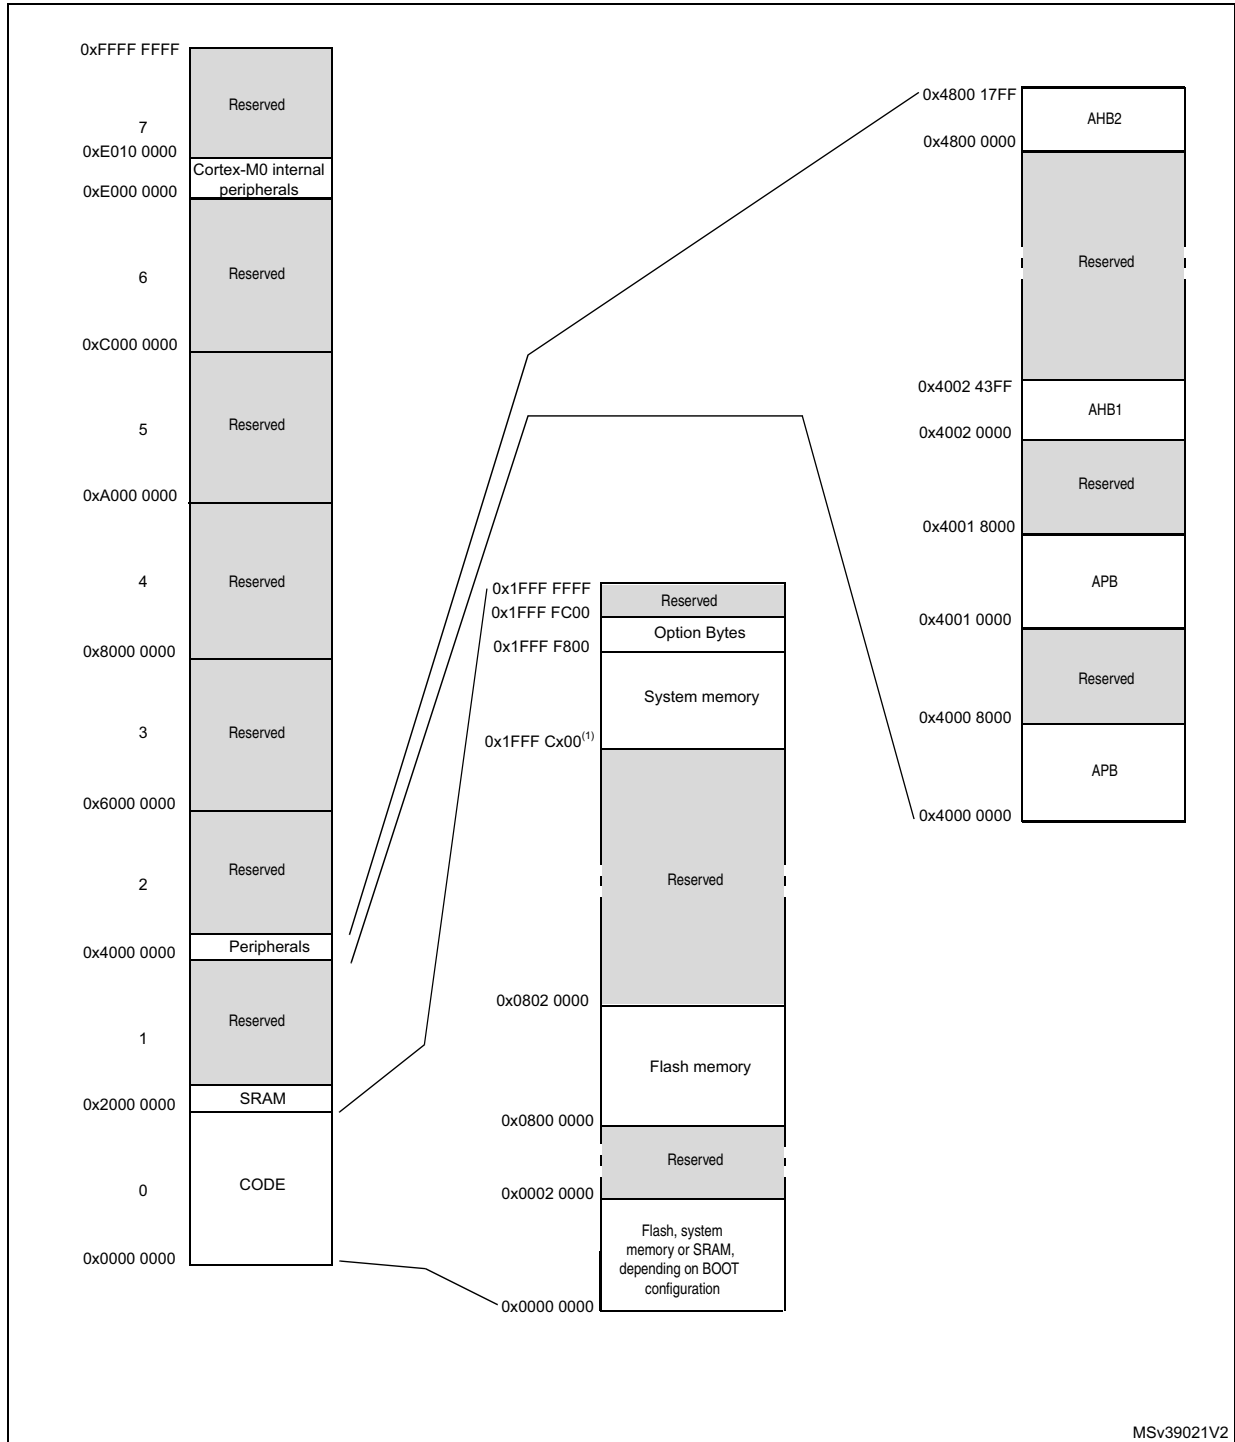 0xFFFF FFFF
Reserved
7
0xE010 0000
Cortex-M0 internal
peripherals
0xE000 0000
Reserved
6
0xC000 0000
Reserved
5
0xA000 0000
Reserved
4
0x8000 0000
Reserved
3
0x6000 0000
Reserved
2
Peripherals
0x4000 0000
Reserved
1
SRAM
0x2000 0000
CODE
0
0x0000 0000
0x1FFF FFFF
Reserved
0x1FFF FC00
Option Bytes
0x1FFF F800
System memory
0x1FFF Cx00(1)
Reserved
0x0802 0000
Flash memory
0x0800 0000
Reserved
0x0002 0000
Flash, system
memory or SRAM,
depending on BOOT
configuration
0x0000 0000
0x4800 17FF
AHB2
0x4800 0000
Reserved
0x4002 43FF
AHB1
0x4002 0000
Reserved
0x4001 8000
APB
0x4001 0000
Reserved
0x4000 8000
APB
0x4000 0000
MSv39021V2